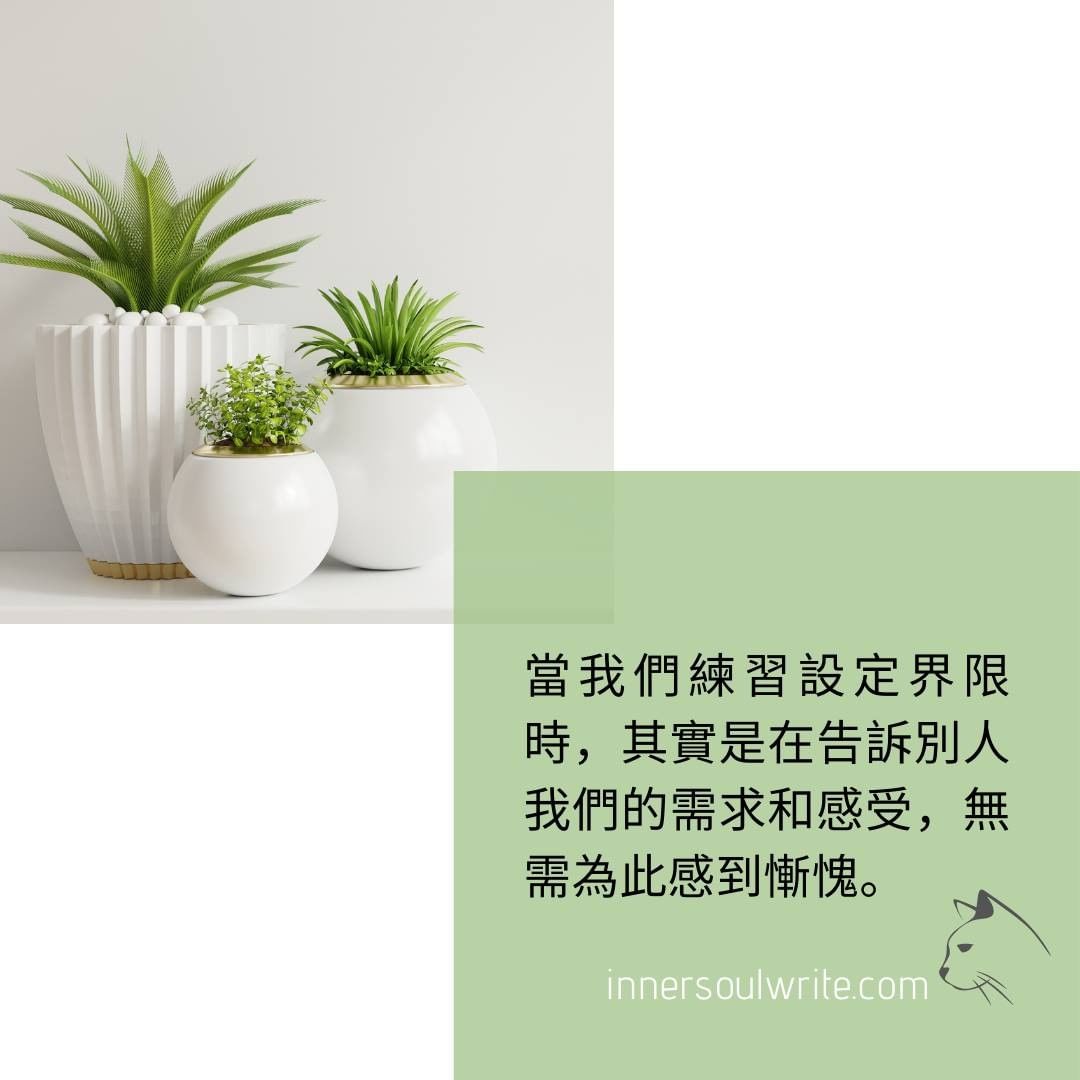 當我們練習設定界限
時，其實是在告訴別人
我們的需求和感受，無
需為此感到慚愧。
innersoulwrite.com